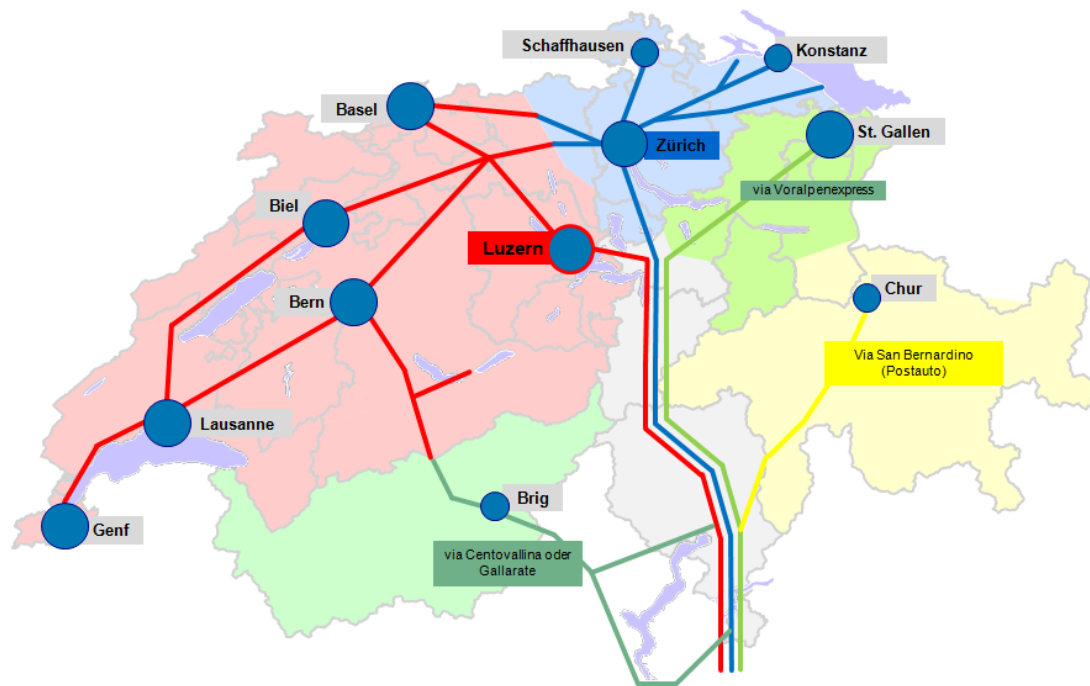 Schaffhausen
Konstanz
Basel
St. Gallen
Zürich
via Voralpenexpress
Biel
Luzern
Bern
Chur
Via San Bernardino
(Postauto)
Lausanne
Brig
Genf
via Centovallina oder
Gallarate